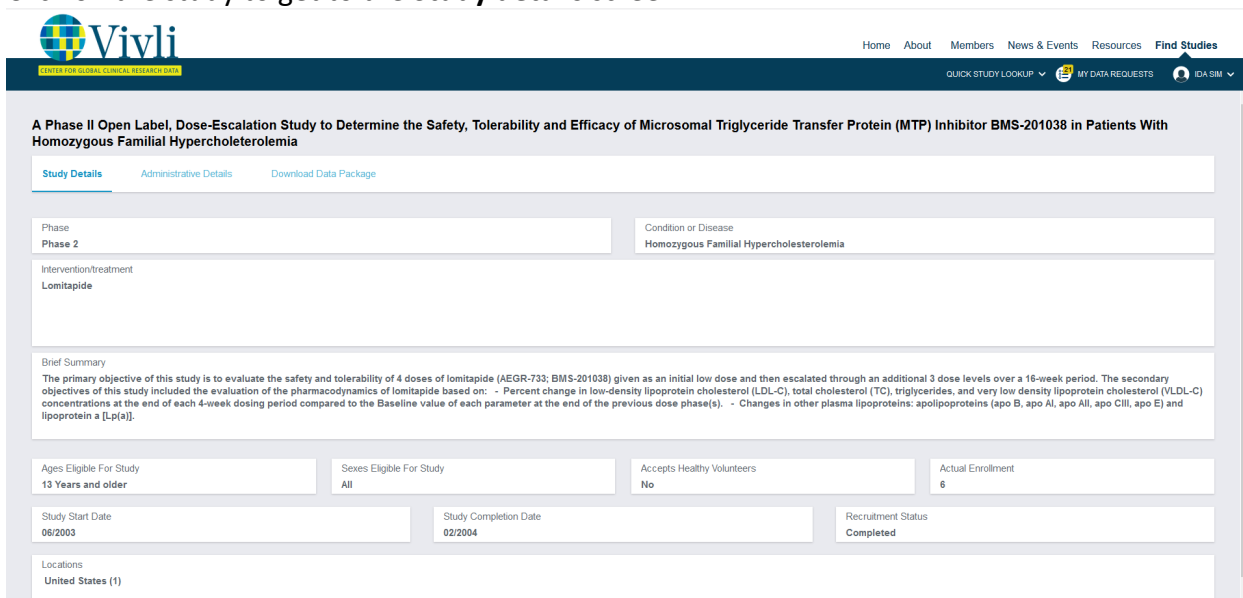 Vivli
CENTER FOR GLOBAL CLINICAL RESEARCH DATA
Home About Members News & Events Resources Find Studies
QUICK STUDY LOOKUP 21 MY DATA REQUESTS IDA SIM
A Phase II Open Label, Dose-Escalation Study to Determine the Safety, Tolerability and Efficacy of Microsomal Triglyceride Transfer Protein (MTP) Inhibitor BMS-201038 in Patients With
Homozygous Familial Hypercholeterolemia
Study Details Administrative Details Download Data Package
Phase
Phase 2
Condition or Disease
Homozygous Familial Hypercholesterolemia
Intervention/treatment
Lomitapide
Brief Summary
The primary objective of this study is to evaluate the safety and tolerability of 4 doses of lomitapide (AEGR-733; BMS-201038) given as an initial low dose and then escalated through an additional 3 dose levels over a 16-week period. The secondary
objectives of this study included the evaluation of the pharmacodynamics of lomitapide based on: - Percent change in low-density lipoprotein cholesterol (LDL-C), total cholesterol (TC), triglycerides, and very low density lipoprotein cholesterol (VLDL-C)
concentrations at the end of each 4-week dosing period compared to the Baseline value of each parameter at the end of the previous dose phase(s). - Changes in other plasma lipoproteins: apolipoproteins (apo B, apo AI, apo AII, apo CIII, apo E) and
lipoprotein a [Lp(a)].
Ages Eligible For Study
13 Years and older
Sexes Eligible For Study
All
Accepts Healthy Volunteers
No
Actual Enrollment
6
Study Start Date
06/2003
Study Completion Date
02/2004
Recruitment Status
Completed
Locations
United States (1)